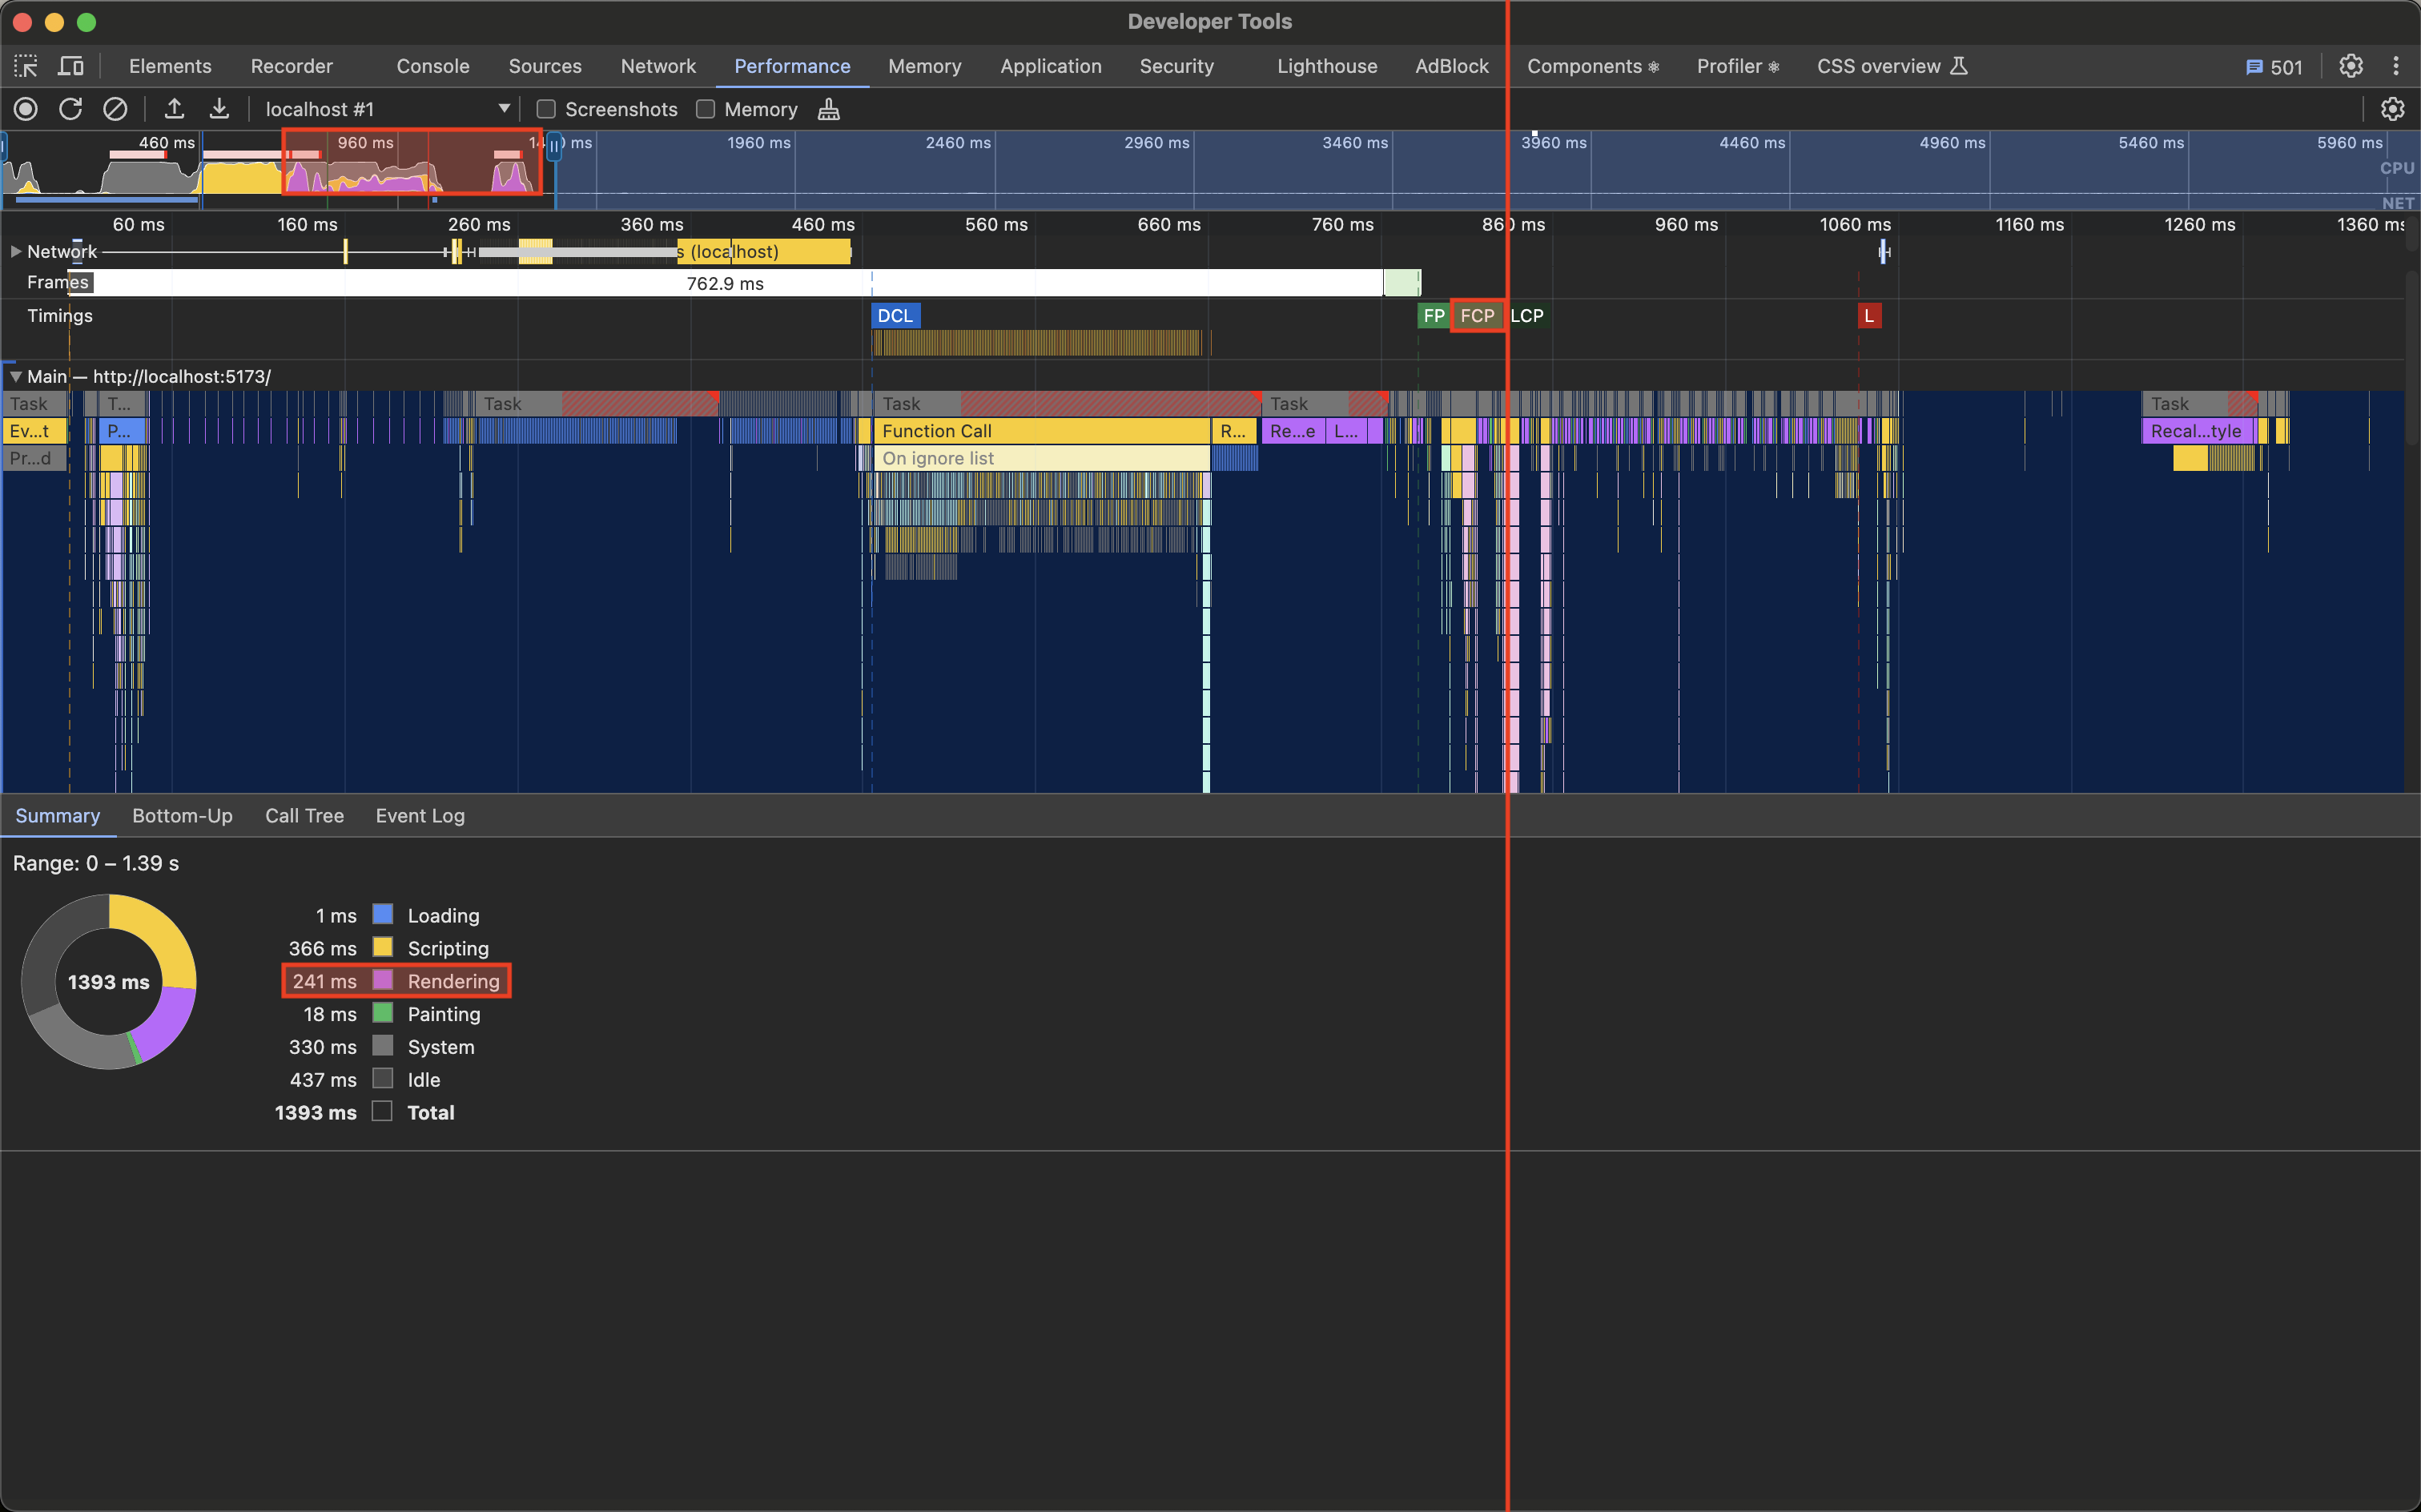 Developer Tools
Elements Recorder Console Sources Network Performance Memory Application Security Lighthouse AdBlock Components Profiler CSS overview 501
localhost #1 Screenshots Memory
460 ms 960 ms ms 1960 ms 2460 ms 2960 ms 3460 ms 3960 ms 4460 ms 4960 ms 5460 ms 5960 ms
CPU
NET
60 ms 160 ms 260 ms 360 ms 460 ms 560 ms 660 ms 760 ms 860 ms 960 ms 1060 ms 1160 ms 1260 ms 1360 ms
Network s (localhost)
Frames 762.9 ms
Timings DCL FP FCP LCP L
Main — http://localhost:5173/
Task T... Task Task Task Task
Ev...t P... Function Call R... Re...e L... Recal...tyle
Pr...d On ignore list
Summary Bottom-Up Call Tree Event Log
Range: 0 – 1.39 s
1393 ms
1 ms Loading
366 ms Scripting
241 ms Rendering
18 ms Painting
330 ms System
437 ms Idle
1393 ms Total